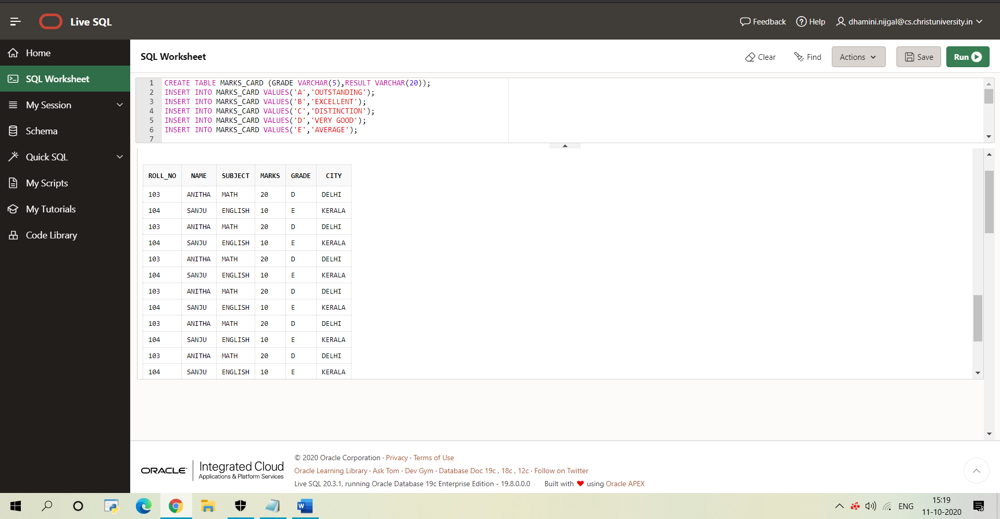 Live SQL
Feedback Help dhamini.nijgal@cs.christuniversity.in
Home
SQL Worksheet
My Session
Schema
Quick SQL
My Scripts
My Tutorials
Code Library
SQL Worksheet
Clear Find Actions Save Run
1 CREATE TABLE MARKS_CARD (GRADE VARCHAR(5),RESULT VARCHAR(20));
2 INSERT INTO MARKS_CARD VALUES('A','OUTSTANDING');
3 INSERT INTO MARKS_CARD VALUES('B','EXCELLENT');
4 INSERT INTO MARKS_CARD VALUES('C','DISTINCTION');
5 INSERT INTO MARKS_CARD VALUES('D','VERY GOOD');
6 INSERT INTO MARKS_CARD VALUES('E','AVERAGE');
7
ROLL_NO NAME SUBJECT MARKS GRADE CITY
103 ANITHA MATH 20 D DELHI
104 SANJU ENGLISH 10 E KERALA
103 ANITHA MATH 20 D DELHI
104 SANJU ENGLISH 10 E KERALA
103 ANITHA MATH 20 D DELHI
104 SANJU ENGLISH 10 E KERALA
103 ANITHA MATH 20 D DELHI
104 SANJU ENGLISH 10 E KERALA
103 ANITHA MATH 20 D DELHI
104 SANJU ENGLISH 10 E KERALA
103 ANITHA MATH 20 D DELHI
104 SANJU ENGLISH 10 E KERALA
ORACLE Integrated Cloud
Applications & Platform Services
© 2020 Oracle Corporation · Privacy · Terms of Use
Oracle Learning Library · Ask Tom · Dev Gym · Database Doc 19c , 18c , 12c · Follow on Twitter
Live SQL 20.3.1, running Oracle Database 19c Enterprise Edition - 19.8.0.0.0 Built with ❤ using Oracle APEX
ENG
15:19
11-10-2020